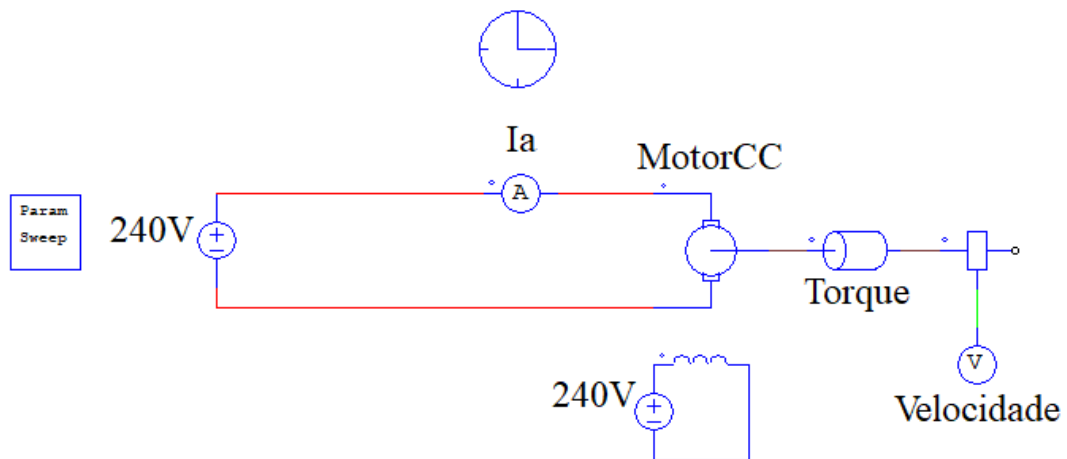 Ia
MotorCC
Param
Sweep
240V
A
Torque
240V
V
Velocidade